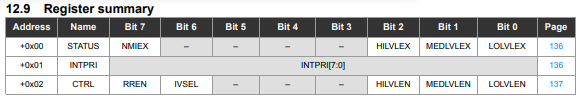 12.9 Register summary
Address Name Bit 7 Bit 6 Bit 5 Bit 4 Bit 3 Bit 2 Bit 1 Bit 0 Page
+0x00 STATUS NMIEX – – – – HILVLEX MEDLVLEX LOLVLEX 136
+0x01 INTPRI INTPRI[7:0] 136
+0x02 CTRL RREN IVSEL – – – HILVLEN MEDLVLEN LOLVLEN 137